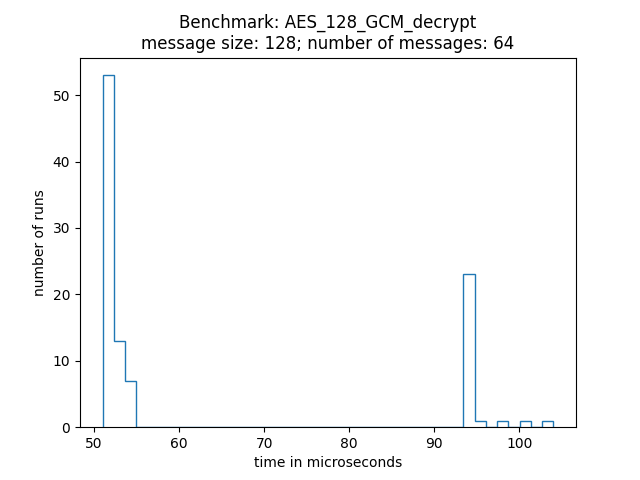 Benchmark: AES_128_GCM_decrypt
message size: 128; number of messages: 64
50
40
30
20
10
0
number of runs
50 60 70 80 90 100
time in microseconds